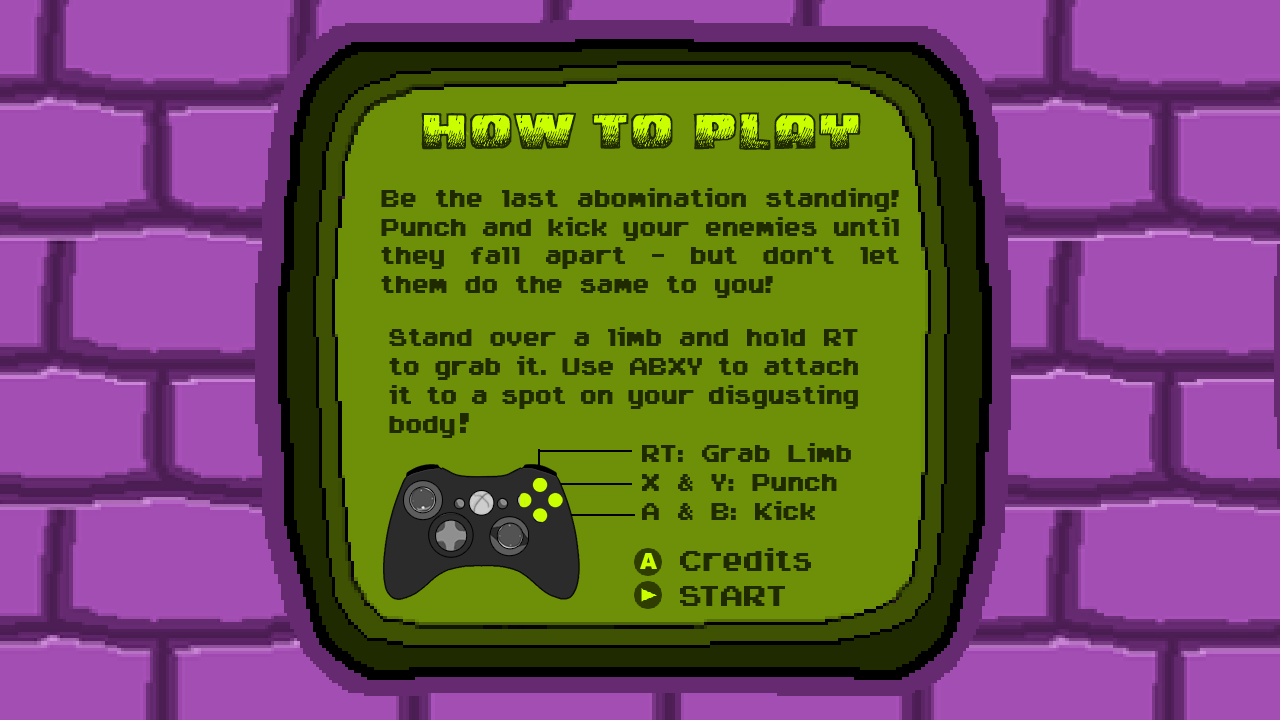 HOW TO PLAY
Be the last abomination standing!
Punch and kick your enemies until
they fall apart - but don't let
them do the same to you!
Stand over a limb and hold RT
to grab it. Use ABXY to attach
it to a spot on your disgusting
body!
RT: Grab Limb
X & Y: Punch
A & B: Kick
A Credits
START